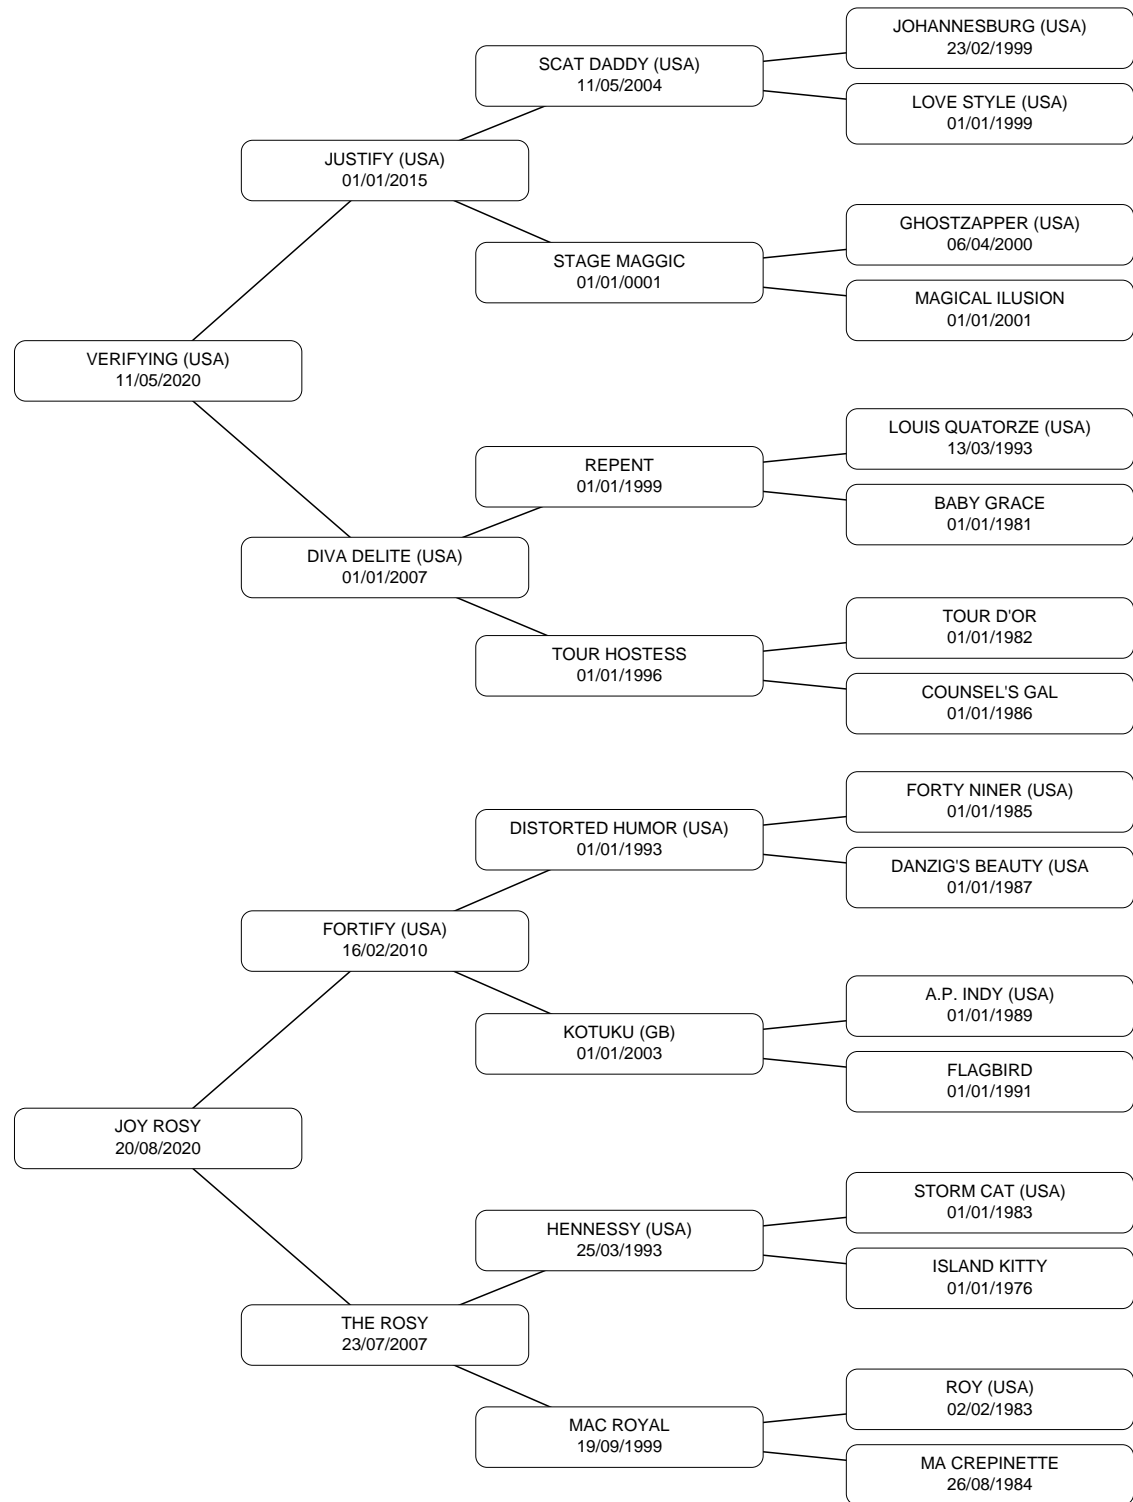 JOHANNESBURG (USA)
23/02/1999
SCAT DADDY (USA)
11/05/2004
LOVE STYLE (USA)
01/01/1999
JUSTIFY (USA)
01/01/2015
GHOSTZAPPER (USA)
06/04/2000
STAGE MAGGIC
01/01/0001
MAGICAL ILUSION
01/01/2001
VERIFYING (USA)
11/05/2020
LOUIS QUATORZE (USA)
13/03/1993
REPENT
01/01/1999
BABY GRACE
01/01/1981
DIVA DELITE (USA)
01/01/2007
TOUR D'OR
01/01/1982
TOUR HOSTESS
01/01/1996
COUNSEL'S GAL
01/01/1986
FORTY NINER (USA)
01/01/1985
DISTORTED HUMOR (USA)
01/01/1993
DANZIG'S BEAUTY (USA
01/01/1987
FORTIFY (USA)
16/02/2010
A.P. INDY (USA)
01/01/1989
KOTUKU (GB)
01/01/2003
FLAGBIRD
01/01/1991
JOY ROSY
20/08/2020
STORM CAT (USA)
01/01/1983
HENNESSY (USA)
25/03/1993
ISLAND KITTY
01/01/1976
THE ROSY
23/07/2007
ROY (USA)
02/02/1983
MAC ROYAL
19/09/1999
MA CREPINETTE
26/08/1984